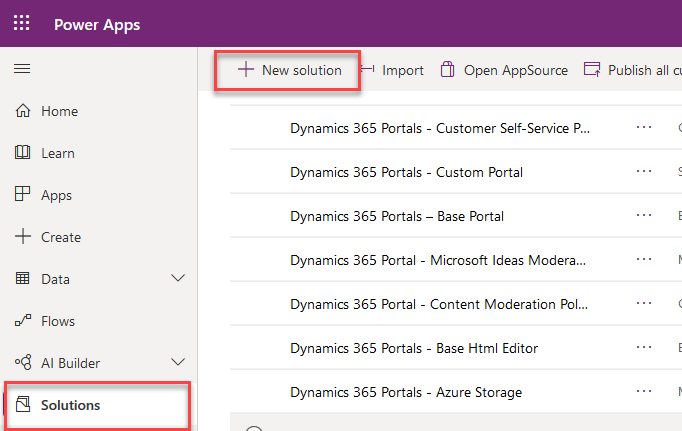 Power Apps
+ New solution Import Open AppSource Publish all cu
Home
Learn
Apps
Create
Data
Flows
AI Builder
Solutions
Dynamics 365 Portals - Customer Self-Service P... ...
Dynamics 365 Portals - Custom Portal ...
Dynamics 365 Portals – Base Portal ...
Dynamics 365 Portal - Microsoft Ideas Modera... ...
Dynamics 365 Portal - Content Moderation Pol... ...
Dynamics 365 Portals - Base Html Editor ...
Dynamics 365 Portals - Azure Storage ...